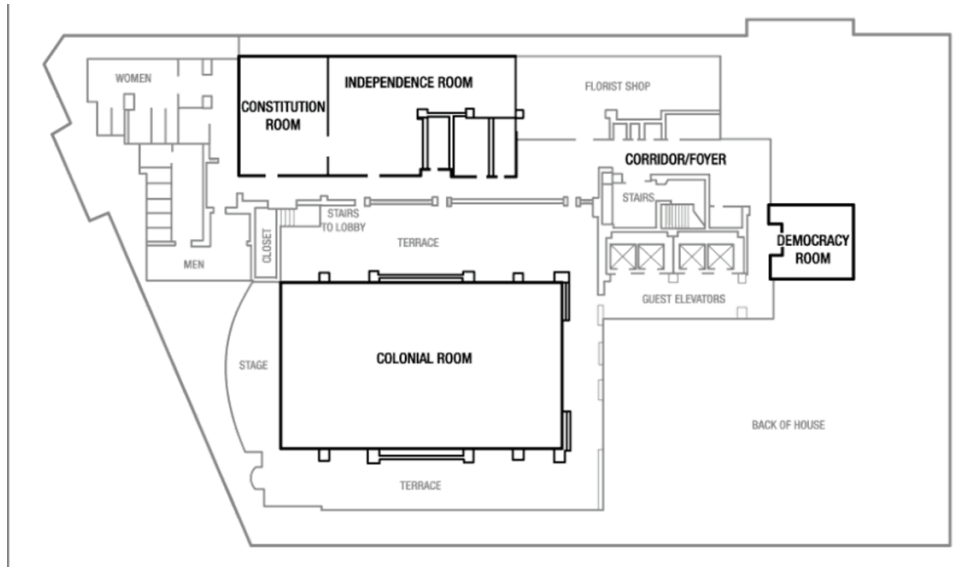 WOMEN
INDEPENDENCE ROOM
FLORIST SHOP
CONSTITUTION
ROOM
CORRIDOR/FOYER
STAIRS
STAIRS
TO LOBBY
CLOSET
TERRACE
DEMOCRACY
ROOM
MEN
GUEST ELEVATORS
STAGE
COLONIAL ROOM
BACK OF HOUSE
TERRACE